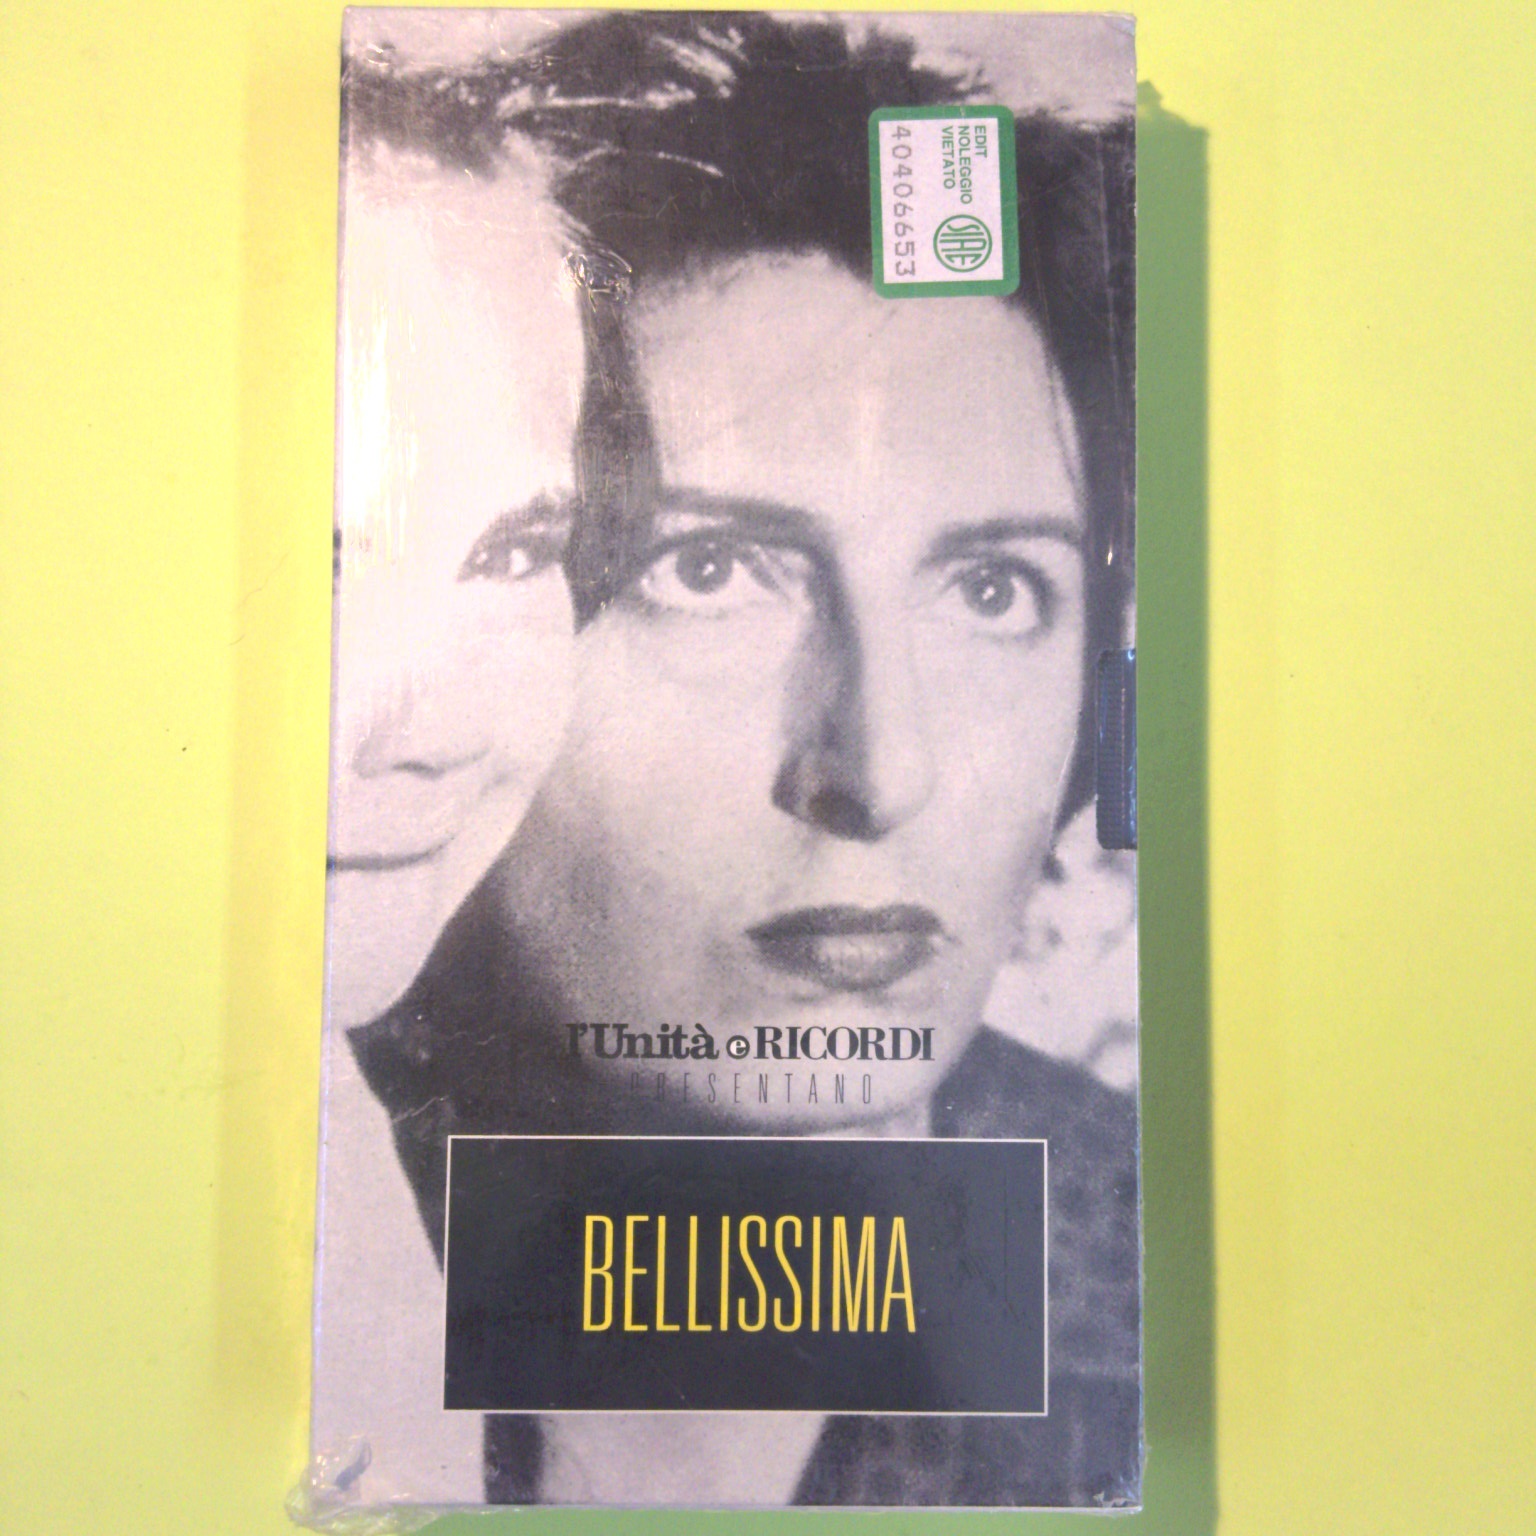 EDIT
NOLEGGIO
VIETATO
SIAE
40406653
l'Unità e RICORDI
PRESENTANO
BELLISSIMA